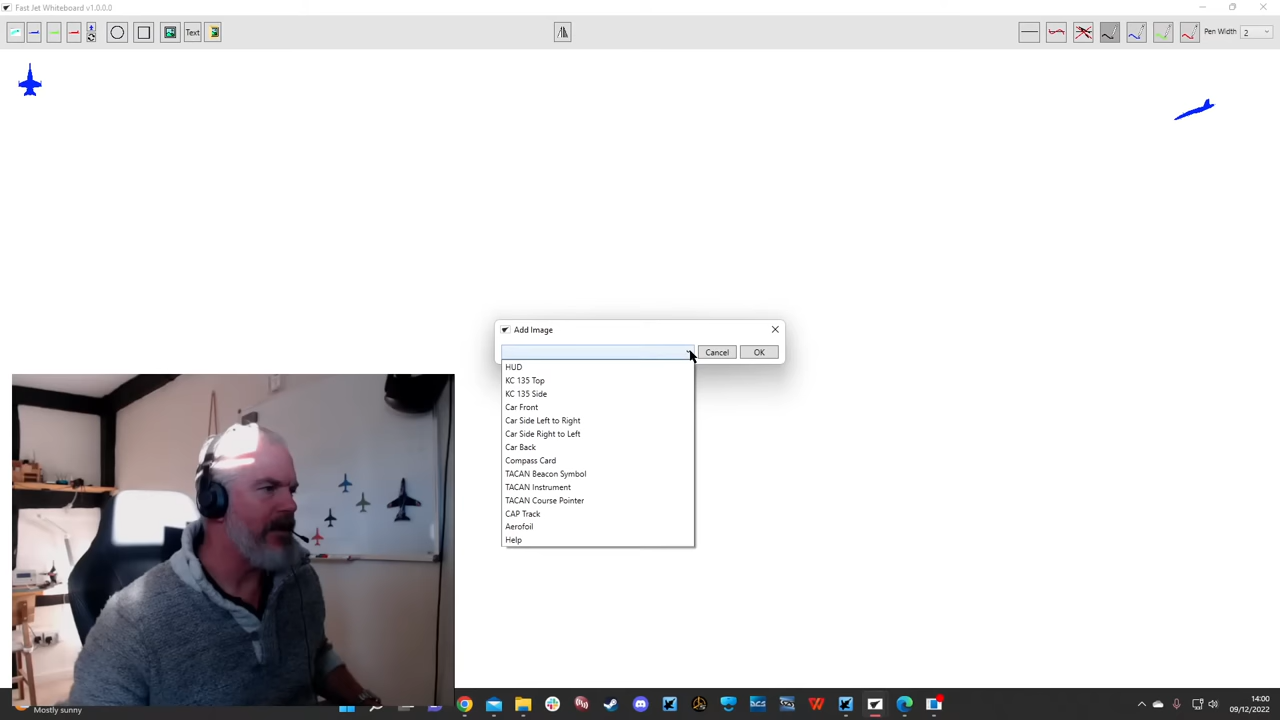 Fast Jet Whiteboard v1.0.0.0
Text
Pen Width 2
Add Image
Cancel OK
HUD
KC 135 Top
KC 135 Side
Car Front
Car Side Left to Right
Car Side Right to Left
Car Back
Compass Card
TACAN Beacon Symbol
TACAN Instrument
TACAN Course Pointer
CAP Track
Aerofoil
Help
Mostly sunny
14:00
09/12/2022